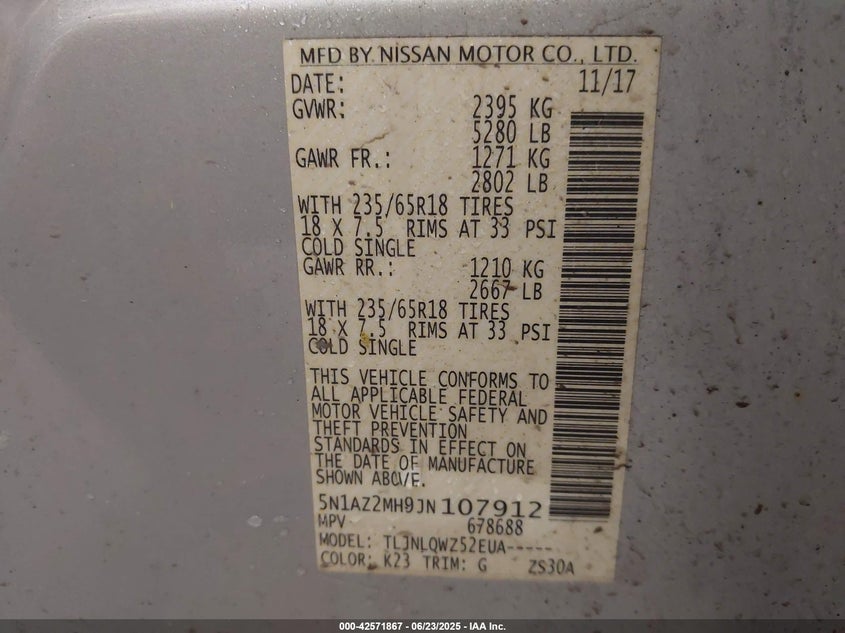 MFD BY NISSAN MOTOR CO., LTD.
DATE: 11/17
GVWR: 2395 KG
5280 LB
GAWR FR.: 1271 KG
2802 LB
WITH 235/65R18 TIRES
18 X 7.5 RIMS AT 33 PSI
COLD SINGLE
GAWR RR.: 1210 KG
2667 LB
WITH 235/65R18 TIRES
18 X 7.5 RIMS AT 33 PSI
COLD SINGLE
THIS VEHICLE CONFORMS TO
ALL APPLICABLE FEDERAL
MOTOR VEHICLE SAFETY AND
THEFT PREVENTION
STANDARDS IN EFFECT ON
THE DATE OF MANUFACTURE
SHOWN ABOVE.
5N1AZ2MH9JN107912
MPV 678688
MODEL: TLJNLQWZ52EUA-----
COLOR: K23 TRIM: G ZS30A
000-42571867 - 06/23/2025 - IAA Inc.